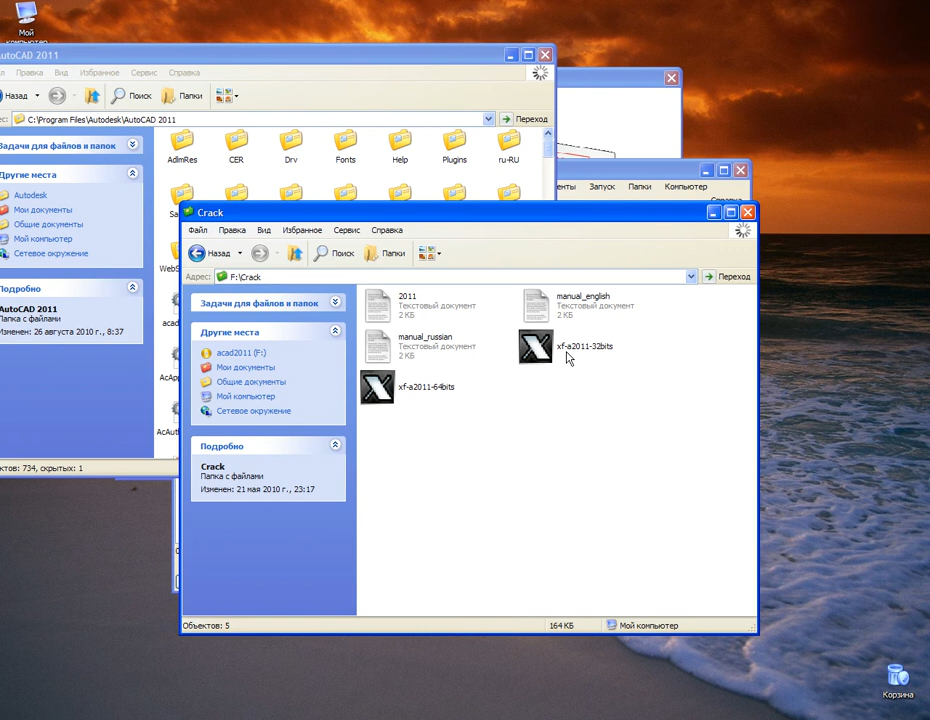 Мой
компьютер
AutoCAD 2011
Правка Вид Избранное Сервис Справка
Назад Поиск Папки
C:\Program Files\Autodesk\AutoCAD 2011 Переход
Задачи для файлов и папок
Другие места
Autodesk
Мои документы
Общие документы
Мой компьютер
Сетевое окружение
Подробно
AutoCAD 2011
Папка с файлами
Изменен: 26 августа 2010 г., 8:37
AdmRes CER Drv Fonts Help Plugins ru-RU
Запуск Папки Компьютер
Crack
Файл Правка Вид Избранное Сервис Справка
Назад Поиск Папки
Адрес: F:\Crack Переход
Задачи для файлов и папок
Другие места
acad2011 (F:)
Мои документы
Общие документы
Мой компьютер
Сетевое окружение
Подробно
Crack
Папка с файлами
Изменен: 21 мая 2010 г., 23:17
2011
Текстовый документ
2 КБ
manual_english
Текстовый документ
2 КБ
manual_russian
Текстовый документ
2 КБ
xf-a2011-32bits
xf-a2011-64bits
Объектов: 5 164 КБ Мой компьютер
ктов: 734, скрытых: 1
Корзина